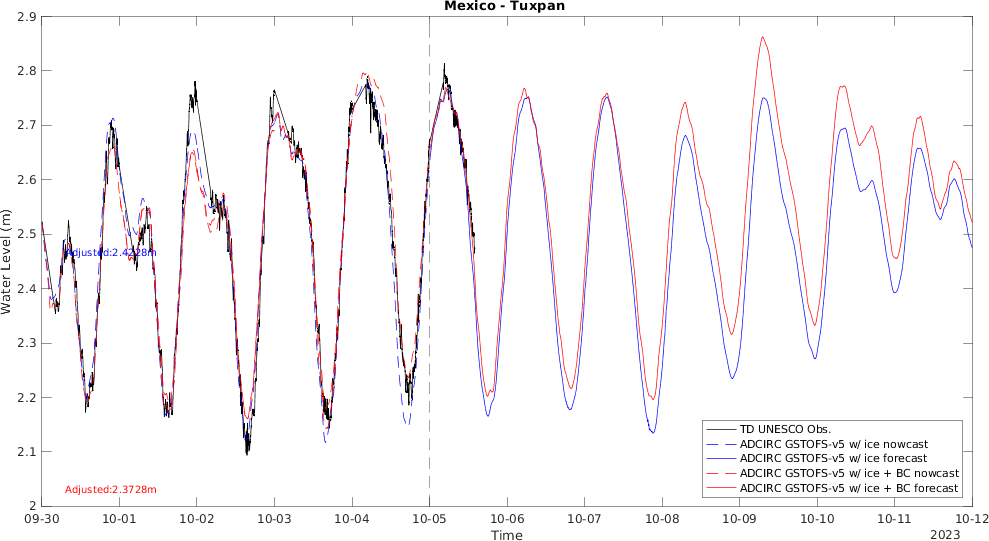 Mexico - Tuxpan
2.9
2.8
2.7
2.6
2.5
2.4
2.3
2.2
2.1
2
Water Level (m)
Adjusted:2.4228m
Adjusted:2.3728m
TD UNESCO Obs.
ADCIRC GSTOFS-v5 w/ ice nowcast
ADCIRC GSTOFS-v5 w/ ice forecast
ADCIRC GSTOFS-v5 w/ ice + BC nowcast
ADCIRC GSTOFS-v5 w/ ice + BC forecast
09-30 10-01 10-02 10-03 10-04 10-05 10-06 10-07 10-08 10-09 10-10 10-11 10-12
Time
2023